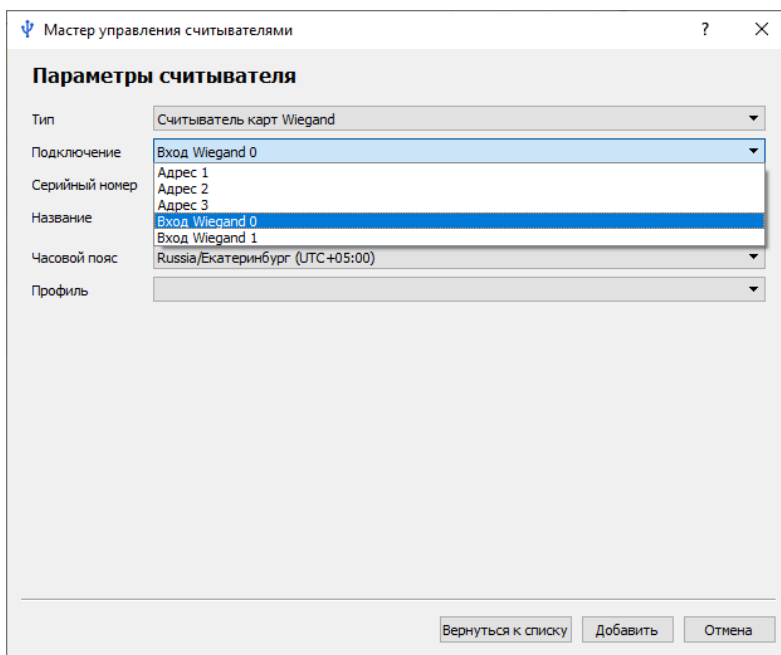 Мастер управления считывателями
?
Параметры считывателя
Тип Считыватель карт Wiegand
Подключение Вход Wiegand 0
Адрес 1
Серийный номер Адрес 2
Адрес 3
Название Вход Wiegand 0
Вход Wiegand 1
Часовой пояс Russia/Екатеринбург (UTC+05:00)
Профиль
Вернуться к списку Добавить Отмена